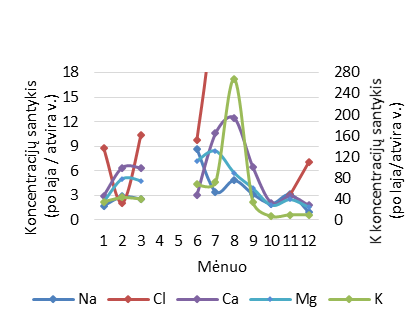 Koncentracijų santykis
(po laja / atvira v.)
18
15
12
9
6
3
0
280
240
200
160
120
80
40
0
K koncentracijų santykis
(po laja/atvira v.)
1 2 3 4 5 6 7 8 9 10 11 12
Mėnuo
Na Cl Ca Mg K